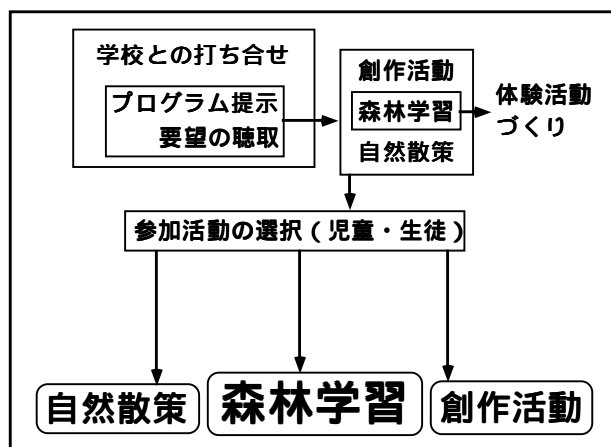 学校との打ち合せ
プログラム提示
要望の聴取
創作活動
森林学習
自然散策
体験活動
づくり
参加活動の選択（児童・生徒）
自然散策
森林学習
創作活動